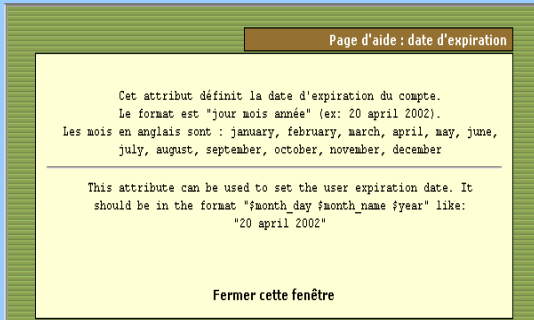 Page d'aide : date d'expiration
Cet attribut définit la date d'expiration du compte.
Le format est "jour mois année" (ex: 20 april 2002).
Les mois en anglais sont : january, february, march, april, may, june,
july, august, september, october, november, december
This attribute can be used to set the user expiration date. It
should be in the format "$month_day $month_name $year" like:
"20 april 2002"
Fermer cette fenêtre